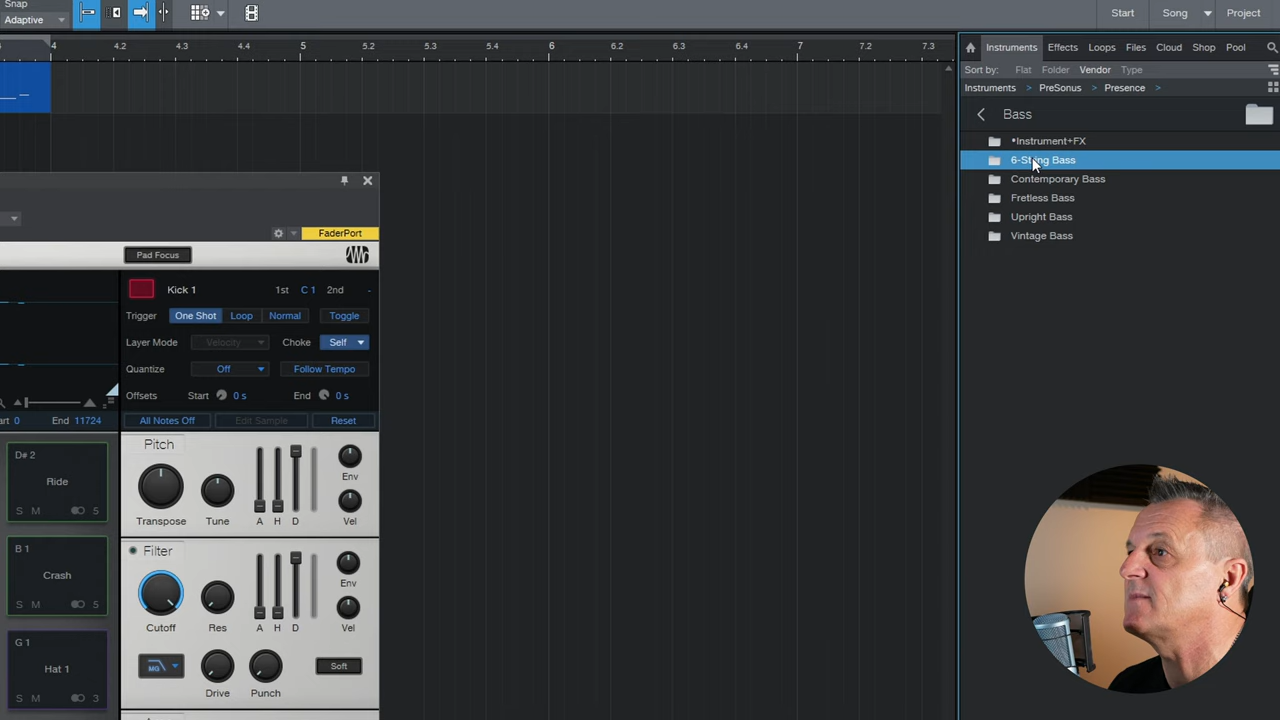 Snap
Adaptive
Start Song Project
4 4.2 4.3 4.4 5 5.2 5.3 5.4 6 6.2 6.3 6.4 7 7.2 7.3
Instruments Effects Loops Files Cloud Shop Pool
Sort by: Flat Folder Vendor Type
Instruments > PreSonus > Presence >
Bass
•Instrument+FX
6-String Bass
Contemporary Bass
Fretless Bass
Upright Bass
Vintage Bass
FaderPort
Pad Focus
Kick 1 1st C 1 2nd -
Trigger One Shot Loop Normal Toggle
Layer Mode Velocity Choke Self
Quantize Off Follow Tempo
Offsets Start 0 s End 0 s
art 0 End 11724 All Notes Off Edit Sample Reset
Pitch
Env
Transpose Tune A H D Vel
Filter
Env
Cutoff Res A H D Vel
MG Soft
Drive Punch
D# 2
Ride
S M 5
B 1
Crash
S M 5
G 1
Hat 1
S M 3